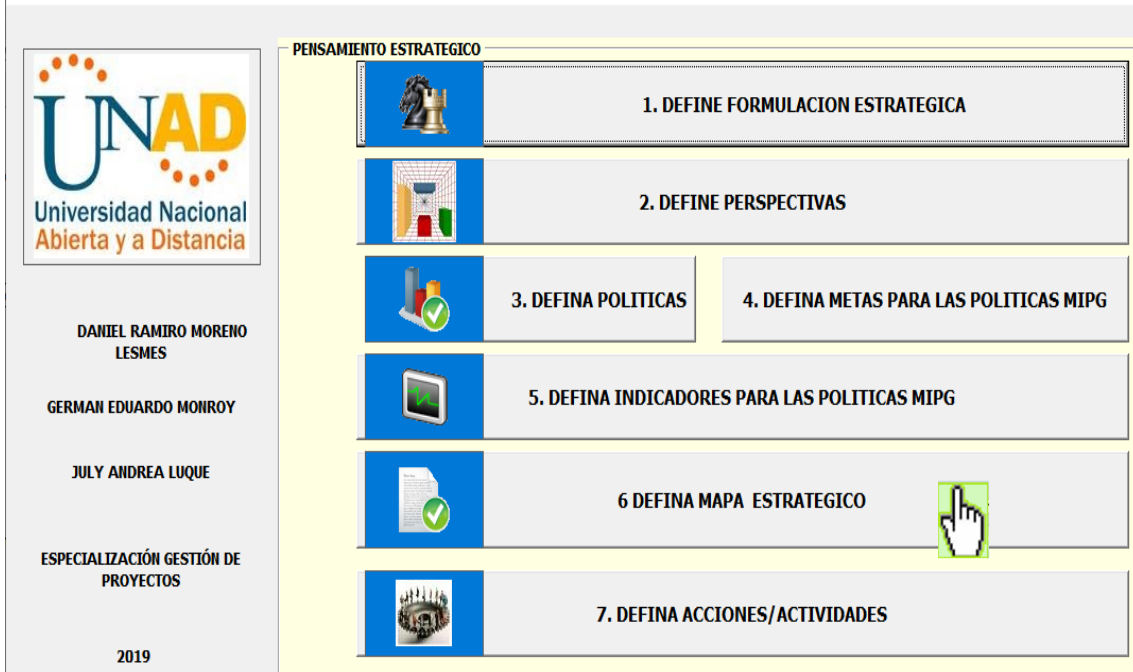 UNAD
Universidad Nacional
Abierta y a Distancia
DANIEL RAMIRO MORENO
LESMES
GERMAN EDUARDO MONROY
JULY ANDREA LUQUE
ESPECIALIZACIÓN GESTIÓN DE
PROYECTOS
2019
PENSAMIENTO ESTRATEGICO
1. DEFINE FORMULACION ESTRATEGICA
2. DEFINE PERSPECTIVAS
3. DEFINA POLITICAS
4. DEFINA METAS PARA LAS POLITICAS MIPG
5. DEFINA INDICADORES PARA LAS POLITICAS MIPG
6 DEFINA MAPA ESTRATEGICO
7. DEFINA ACCIONES/ACTIVIDADES